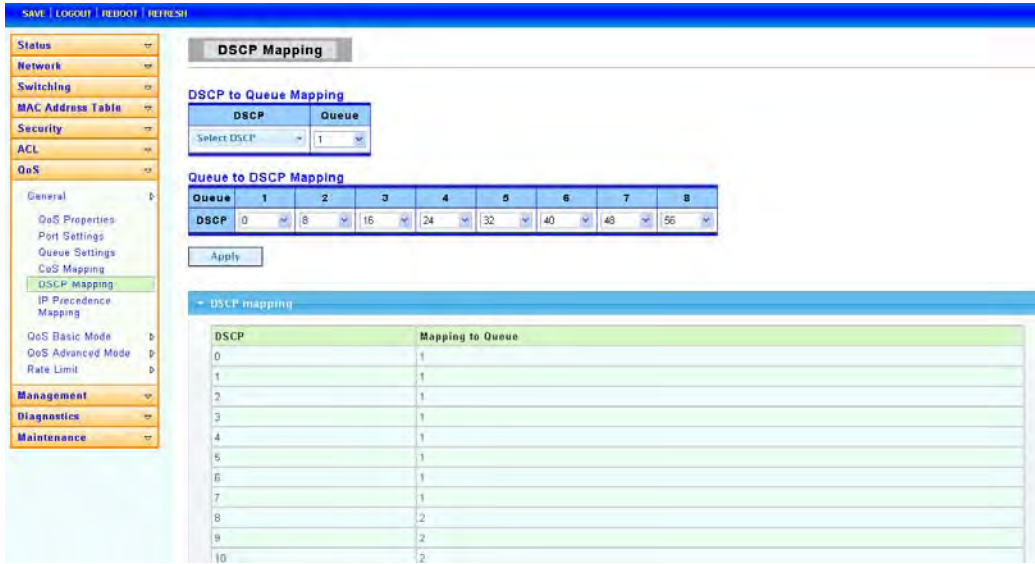 SAVE | LOGOUT | REBOOT | REFRESH
Status
Network
Switching
MAC Address Table
Security
ACL
QoS
General
QoS Properties
Port Settings
Queue Settings
CoS Mapping
DSCP Mapping
IP Precedence
Mapping
QoS Basic Mode
QoS Advanced Mode
Rate Limit
Management
Diagnostics
Maintenance
DSCP Mapping
DSCP to Queue Mapping
DSCP Queue
Select DSCP 1
Queue to DSCP Mapping
Queue 1 2 3 4 5 6 7 8
DSCP 0 8 16 24 32 40 48 56
Apply
DSCP mapping
DSCP Mapping to Queue
0 1
1 1
2 1
3 1
4 1
5 1
6 1
7 1
8 2
9 2
10 2